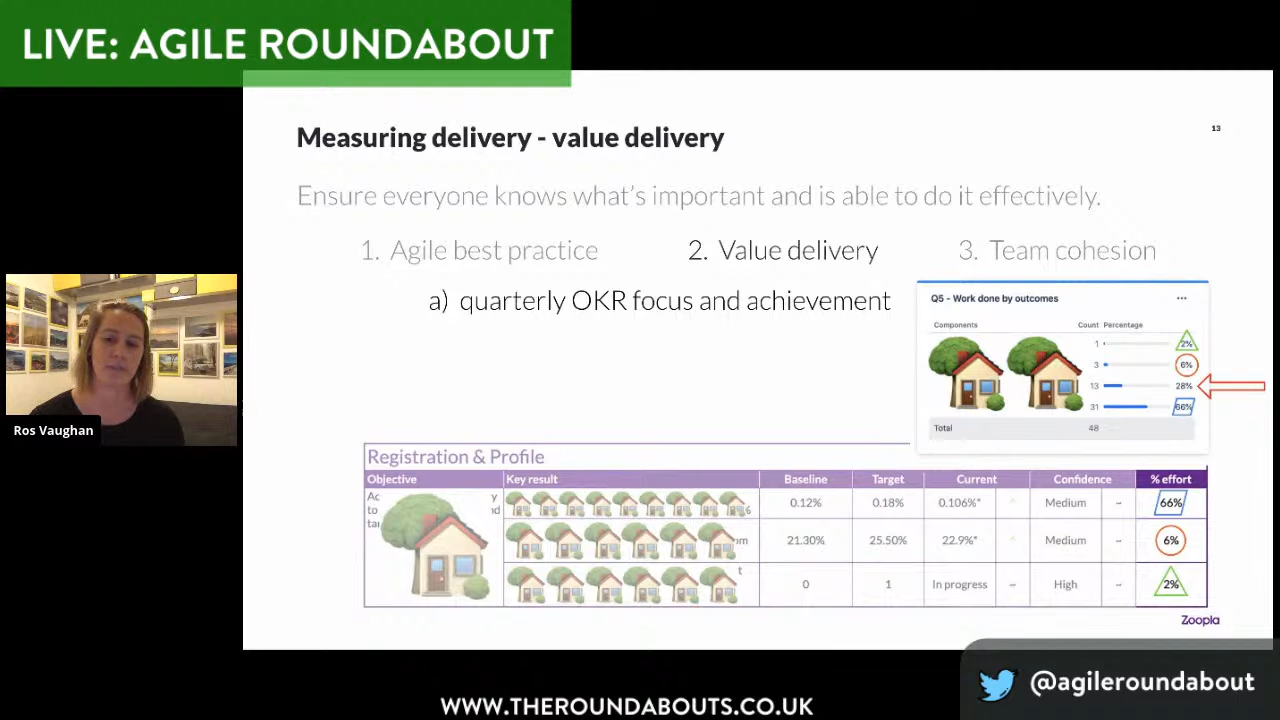 LIVE: AGILE ROUNDABOUT
Measuring delivery - value delivery
13
Ensure everyone knows what's important and is able to do it effectively.
1. Agile best practice
2. Value delivery
3. Team cohesion
a) quarterly OKR focus and achievement
Q5 - Work done by outcomes
...
Components Count Percentage
1 2%
3 6%
13 28%
31 66%
Total 48
Ros Vaughan
Registration & Profile
Objective Key result Baseline Target Current Confidence % effort
0.12% 0.18% 0.106%* Medium ~ 66%
21.30% 25.50% 22.9%* Medium ~ 6%
0 1 In progress ~ High ~ 2%
Zoopla
@agileroundabout
WWW.THEROUNDABOUTS.CO.UK